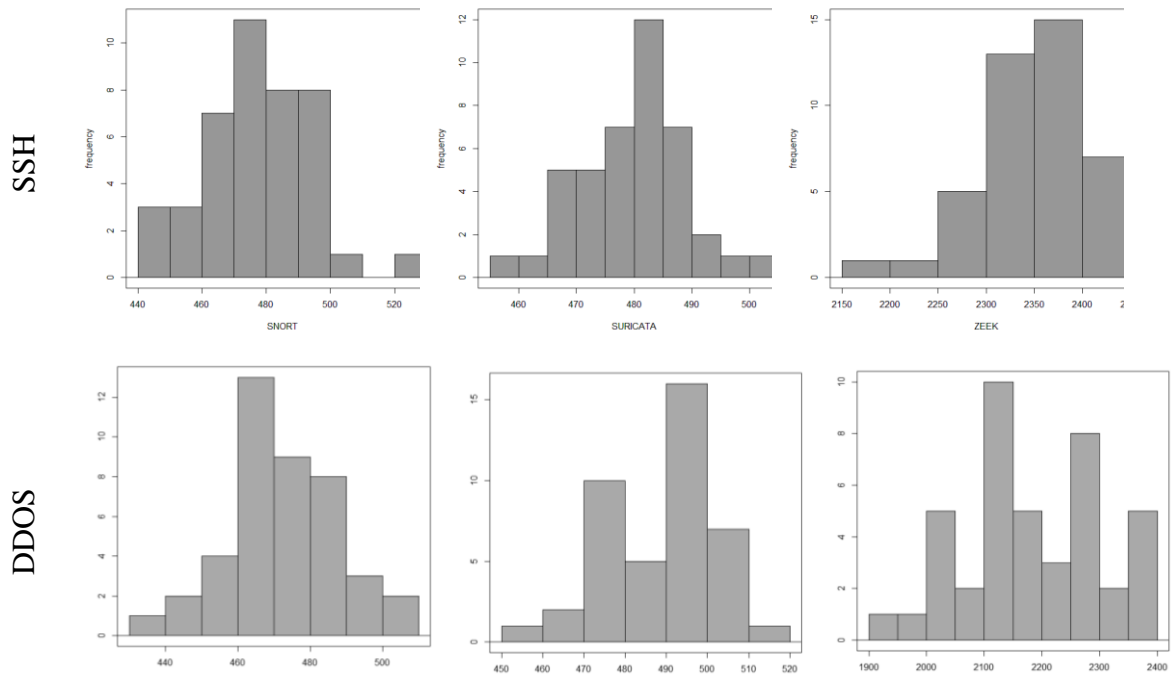 SSH
frequency
0 2 4 6 8 10
440 460 480 500 520
SNORT
frequency
0 2 4 6 8 10 12
460 470 480 490 500
SURICATA
frequency
0 5 10 15
2150 2200 2250 2300 2350 2400
ZEEK
DDOS
0 2 4 6 8 10 12
440 460 480 500
0 5 10 15
450 460 470 480 490 500 510 520
0 2 4 6 8 10
1900 2000 2100 2200 2300 2400